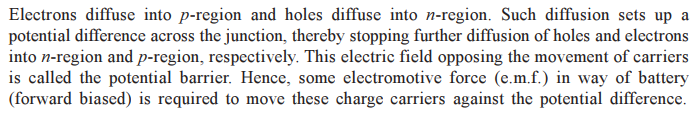 Electrons diffuse into p-region and holes diffuse into n-region. Such diffusion sets up a
potential difference across the junction, thereby stopping further diffusion of holes and electrons
into n-region and p-region, respectively. This electric field opposing the movement of carriers
is called the potential barrier. Hence, some electromotive force (e.m.f.) in way of battery
(forward biased) is required to move these charge carriers against the potential difference.